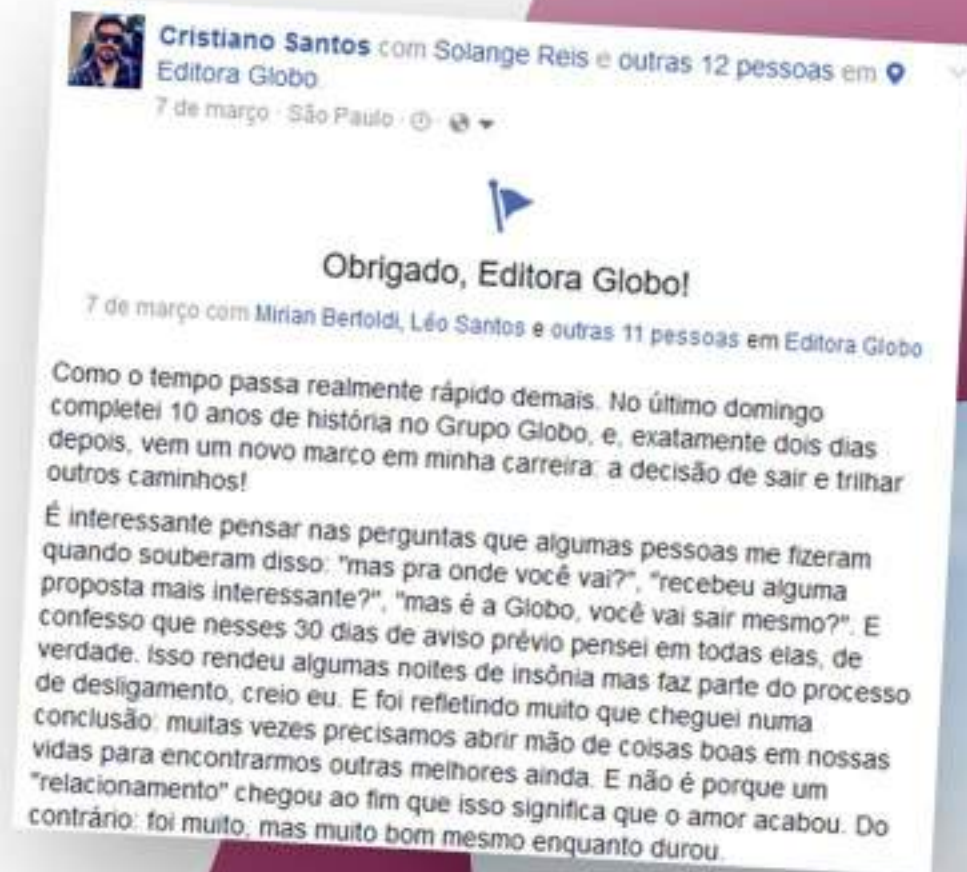 Cristiano Santos com Solange Reis e outras 12 pessoas em
Editora Globo.
7 de março · São Paulo ·
Obrigado, Editora Globo!
7 de março com Mirian Bertoldi, Léo Santos e outras 11 pessoas em Editora Globo
Como o tempo passa realmente rápido demais. No último domingo
completei 10 anos de história no Grupo Globo, e, exatamente dois dias
depois, vem um novo marco em minha carreira: a decisão de sair e trilhar
outros caminhos!
É interessante pensar nas perguntas que algumas pessoas me fizeram
quando souberam disso: "mas pra onde você vai?", "recebeu alguma
proposta mais interessante?", "mas é a Globo, você vai sair mesmo?". E
confesso que nesses 30 dias de aviso prévio pensei em todas elas, de
verdade. Isso rendeu algumas noites de insônia mas faz parte do processo
de desligamento, creio eu. E foi refletindo muito que cheguei numa
conclusão: muitas vezes precisamos abrir mão de coisas boas em nossas
vidas para encontrarmos outras melhores ainda. E não é porque um
"relacionamento" chegou ao fim que isso significa que o amor acabou. Do
contrário: foi muito, mas muito bom mesmo enquanto durou.